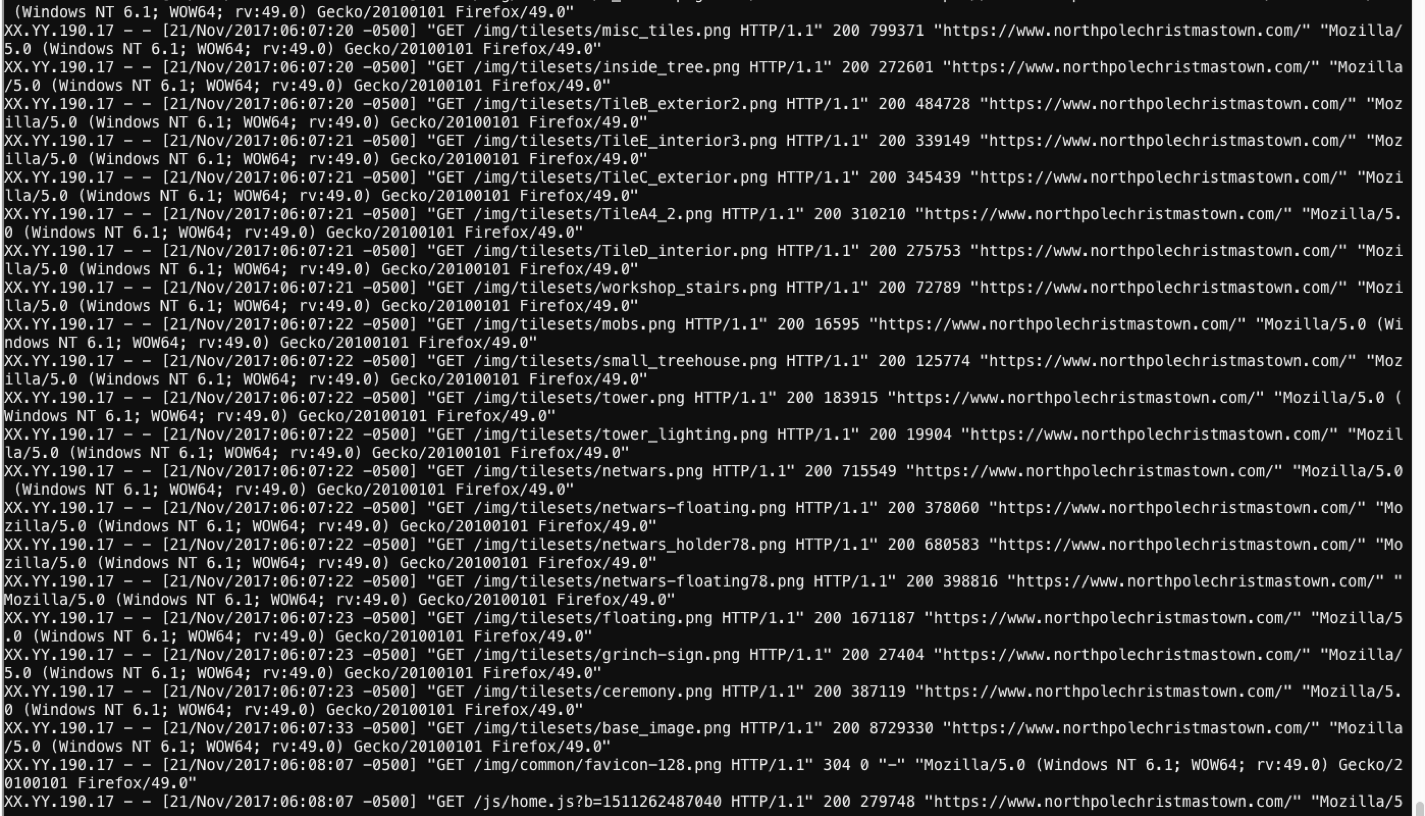 (Windows NT 6.1; WOW64; rv:49.0) Gecko/20100101 Firefox/49.0"
XX.YY.190.17 - - [21/Nov/2017:06:07:20 -0500] "GET /img/tilesets/misc_tiles.png HTTP/1.1" 200 799371 "https://www.northpolechristmastown.com/" "Mozilla/
5.0 (Windows NT 6.1; WOW64; rv:49.0) Gecko/20100101 Firefox/49.0"
XX.YY.190.17 - - [21/Nov/2017:06:07:20 -0500] "GET /img/tilesets/inside_tree.png HTTP/1.1" 200 272601 "https://www.northpolechristmastown.com/" "Mozilla
/5.0 (Windows NT 6.1; WOW64; rv:49.0) Gecko/20100101 Firefox/49.0"
XX.YY.190.17 - - [21/Nov/2017:06:07:20 -0500] "GET /img/tilesets/TileB_exterior2.png HTTP/1.1" 200 484728 "https://www.northpolechristmastown.com/" "Moz
illa/5.0 (Windows NT 6.1; WOW64; rv:49.0) Gecko/20100101 Firefox/49.0"
XX.YY.190.17 - - [21/Nov/2017:06:07:21 -0500] "GET /img/tilesets/TileE_interior3.png HTTP/1.1" 200 339149 "https://www.northpolechristmastown.com/" "Moz
illa/5.0 (Windows NT 6.1; WOW64; rv:49.0) Gecko/20100101 Firefox/49.0"
XX.YY.190.17 - - [21/Nov/2017:06:07:21 -0500] "GET /img/tilesets/TileC_exterior.png HTTP/1.1" 200 345439 "https://www.northpolechristmastown.com/" "Mozi
lla/5.0 (Windows NT 6.1; WOW64; rv:49.0) Gecko/20100101 Firefox/49.0"
XX.YY.190.17 - - [21/Nov/2017:06:07:21 -0500] "GET /img/tilesets/TileA4_2.png HTTP/1.1" 200 310210 "https://www.northpolechristmastown.com/" "Mozilla/5.
0 (Windows NT 6.1; WOW64; rv:49.0) Gecko/20100101 Firefox/49.0"
XX.YY.190.17 - - [21/Nov/2017:06:07:21 -0500] "GET /img/tilesets/TileD_interior.png HTTP/1.1" 200 275753 "https://www.northpolechristmastown.com/" "Mozi
lla/5.0 (Windows NT 6.1; WOW64; rv:49.0) Gecko/20100101 Firefox/49.0"
XX.YY.190.17 - - [21/Nov/2017:06:07:21 -0500] "GET /img/tilesets/workshop_stairs.png HTTP/1.1" 200 72789 "https://www.northpolechristmastown.com/" "Mozi
lla/5.0 (Windows NT 6.1; WOW64; rv:49.0) Gecko/20100101 Firefox/49.0"
XX.YY.190.17 - - [21/Nov/2017:06:07:22 -0500] "GET /img/tilesets/mobs.png HTTP/1.1" 200 16595 "https://www.northpolechristmastown.com/" "Mozilla/5.0 (Wi
ndows NT 6.1; WOW64; rv:49.0) Gecko/20100101 Firefox/49.0"
XX.YY.190.17 - - [21/Nov/2017:06:07:22 -0500] "GET /img/tilesets/small_treehouse.png HTTP/1.1" 200 125774 "https://www.northpolechristmastown.com/" "Moz
illa/5.0 (Windows NT 6.1; WOW64; rv:49.0) Gecko/20100101 Firefox/49.0"
XX.YY.190.17 - - [21/Nov/2017:06:07:22 -0500] "GET /img/tilesets/tower.png HTTP/1.1" 200 183915 "https://www.northpolechristmastown.com/" "Mozilla/5.0 (
Windows NT 6.1; WOW64; rv:49.0) Gecko/20100101 Firefox/49.0"
XX.YY.190.17 - - [21/Nov/2017:06:07:22 -0500] "GET /img/tilesets/tower_lighting.png HTTP/1.1" 200 19904 "https://www.northpolechristmastown.com/" "Mozil
la/5.0 (Windows NT 6.1; WOW64; rv:49.0) Gecko/20100101 Firefox/49.0"
XX.YY.190.17 - - [21/Nov/2017:06:07:22 -0500] "GET /img/tilesets/netwars.png HTTP/1.1" 200 715549 "https://www.northpolechristmastown.com/" "Mozilla/5.0
 (Windows NT 6.1; WOW64; rv:49.0) Gecko/20100101 Firefox/49.0"
XX.YY.190.17 - - [21/Nov/2017:06:07:22 -0500] "GET /img/tilesets/netwars-floating.png HTTP/1.1" 200 378060 "https://www.northpolechristmastown.com/" "Mo
zilla/5.0 (Windows NT 6.1; WOW64; rv:49.0) Gecko/20100101 Firefox/49.0"
XX.YY.190.17 - - [21/Nov/2017:06:07:22 -0500] "GET /img/tilesets/netwars_holder78.png HTTP/1.1" 200 680583 "https://www.northpolechristmastown.com/" "Mo
zilla/5.0 (Windows NT 6.1; WOW64; rv:49.0) Gecko/20100101 Firefox/49.0"
XX.YY.190.17 - - [21/Nov/2017:06:07:22 -0500] "GET /img/tilesets/netwars-floating78.png HTTP/1.1" 200 398816 "https://www.northpolechristmastown.com/" "
Mozilla/5.0 (Windows NT 6.1; WOW64; rv:49.0) Gecko/20100101 Firefox/49.0"
XX.YY.190.17 - - [21/Nov/2017:06:07:23 -0500] "GET /img/tilesets/floating.png HTTP/1.1" 200 1671187 "https://www.northpolechristmastown.com/" "Mozilla/5
.0 (Windows NT 6.1; WOW64; rv:49.0) Gecko/20100101 Firefox/49.0"
XX.YY.190.17 - - [21/Nov/2017:06:07:23 -0500] "GET /img/tilesets/grinch-sign.png HTTP/1.1" 200 27404 "https://www.northpolechristmastown.com/" "Mozilla/
5.0 (Windows NT 6.1; WOW64; rv:49.0) Gecko/20100101 Firefox/49.0"
XX.YY.190.17 - - [21/Nov/2017:06:07:23 -0500] "GET /img/tilesets/ceremony.png HTTP/1.1" 200 387119 "https://www.northpolechristmastown.com/" "Mozilla/5.
0 (Windows NT 6.1; WOW64; rv:49.0) Gecko/20100101 Firefox/49.0"
XX.YY.190.17 - - [21/Nov/2017:06:07:33 -0500] "GET /img/tilesets/base_image.png HTTP/1.1" 200 8729330 "https://www.northpolechristmastown.com/" "Mozilla
/5.0 (Windows NT 6.1; WOW64; rv:49.0) Gecko/20100101 Firefox/49.0"
XX.YY.190.17 - - [21/Nov/2017:06:08:07 -0500] "GET /img/common/favicon-128.png HTTP/1.1" 304 0 "-" "Mozilla/5.0 (Windows NT 6.1; WOW64; rv:49.0) Gecko/2
0100101 Firefox/49.0"
XX.YY.190.17 - - [21/Nov/2017:06:08:07 -0500] "GET /js/home.js?b=1511262487040 HTTP/1.1" 200 279748 "https://www.northpolechristmastown.com/" "Mozilla/5